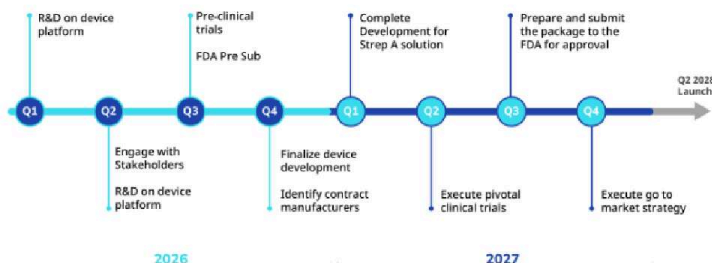 R&D on device
platform
Pre-clinical
trials
FDA Pre Sub
Complete
Development for
Strep A solution
Prepare and submit
the package to the
FDA for approval
Q2 2028
Launch
Q1
Q2
Q3
Q4
Q1
Q2
Q3
Q4
Engage with
Stakeholders
R&D on device
platform
Finalize device
development
Identify contract
manufacturers
Execute pivotal
clinical trials
Execute go to
market strategy
2026
2027